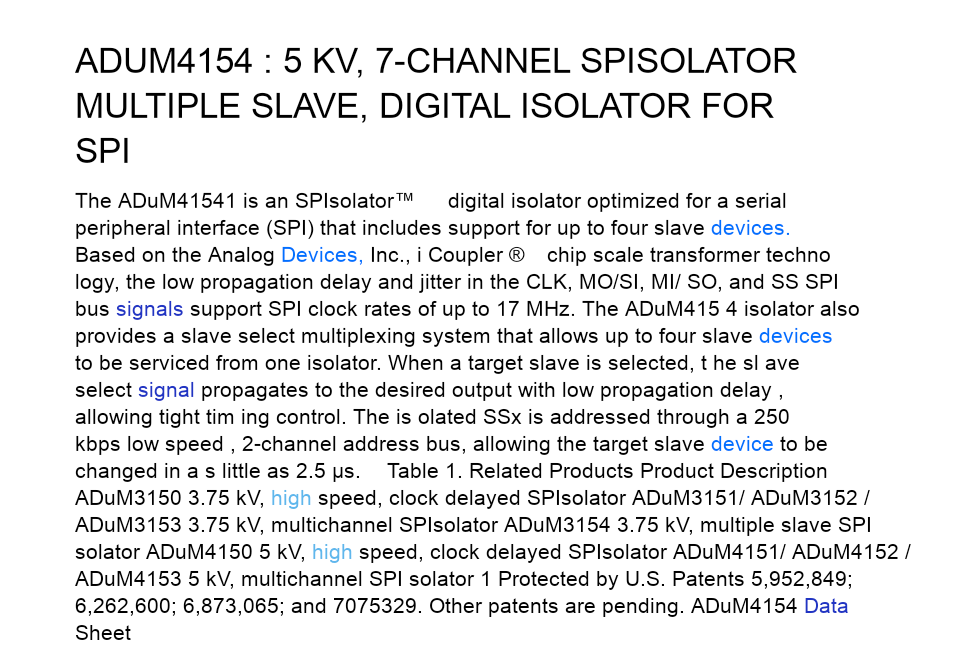 ADUM4154 : 5 KV, 7-CHANNEL SPISOLATOR
MULTIPLE SLAVE, DIGITAL ISOLATOR FOR
SPI
The ADuM41541 is an SPIsolator™ digital isolator optimized for a serial
peripheral interface (SPI) that includes support for up to four slave devices.
Based on the Analog Devices, Inc., i Coupler ® chip scale transformer techno
logy, the low propagation delay and jitter in the CLK, MO/SI, MI/ SO, and SS SPI
bus signals support SPI clock rates of up to 17 MHz. The ADuM415 4 isolator also
provides a slave select multiplexing system that allows up to four slave devices
to be serviced from one isolator. When a target slave is selected, t he sl ave
select signal propagates to the desired output with low propagation delay ,
allowing tight tim ing control. The is olated SSx is addressed through a 250
kbps low speed , 2-channel address bus, allowing the target slave device to be
changed in a s little as 2.5 μs. Table 1. Related Products Product Description
ADuM3150 3.75 kV, high speed, clock delayed SPIsolator ADuM3151/ ADuM3152 /
ADuM3153 3.75 kV, multichannel SPIsolator ADuM3154 3.75 kV, multiple slave SPI
solator ADuM4150 5 kV, high speed, clock delayed SPIsolator ADuM4151/ ADuM4152 /
ADuM4153 5 kV, multichannel SPI solator 1 Protected by U.S. Patents 5,952,849;
6,262,600; 6,873,065; and 7075329. Other patents are pending. ADuM4154 Data
Sheet